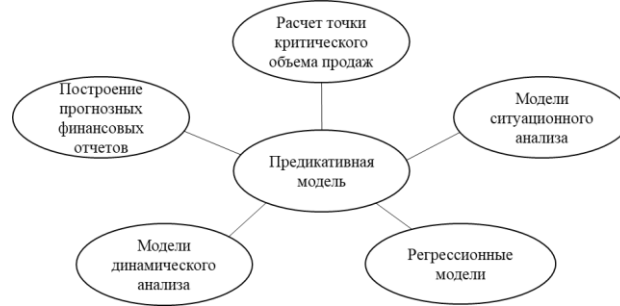 Расчет точки
критического
объема продаж
Построение
прогнозных
финансовых
отчетов
Модели
ситуационного
анализа
Предикативная
модель
Модели
динамического
анализа
Регрессионные
модели